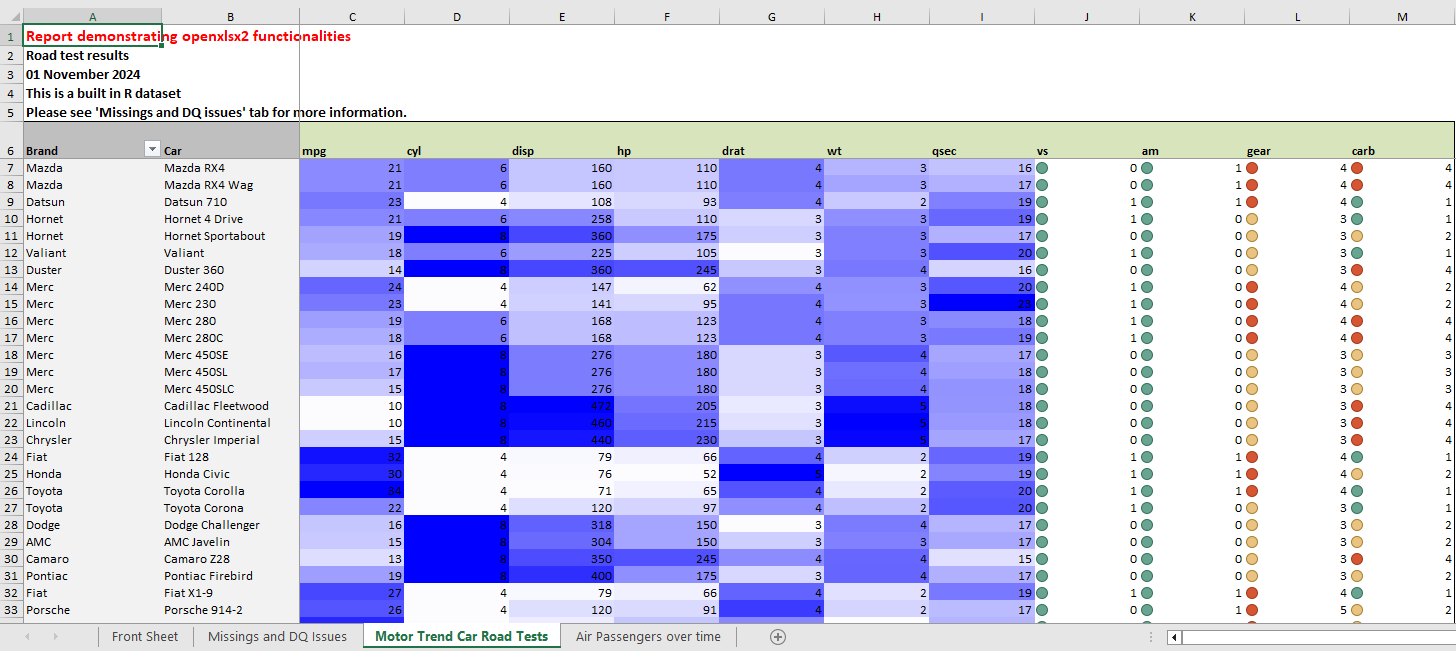 A B C D E F G H I J K L M
1 Report demonstrating openxlsx2 functionalities
2 Road test results
3 01 November 2024
4 This is a built in R dataset
5 Please see 'Missings and DQ issues' tab for more information.
6 Brand Car mpg cyl disp hp drat wt qsec vs am gear carb
7 Mazda Mazda RX4 21 6 160 110 4 3 16 0 1 4 4
8 Mazda Mazda RX4 Wag 21 6 160 110 4 3 17 0 1 4 4
9 Datsun Datsun 710 23 4 108 93 4 2 19 1 1 4 1
10 Hornet Hornet 4 Drive 21 6 258 110 3 3 19 1 0 3 1
11 Hornet Hornet Sportabout 19 8 360 175 3 3 17 0 0 3 2
12 Valiant Valiant 18 6 225 105 3 3 20 1 0 3 1
13 Duster Duster 360 14 8 360 245 3 4 16 0 0 3 4
14 Merc Merc 240D 24 4 147 62 4 3 20 1 0 4 2
15 Merc Merc 230 23 4 141 95 4 3 23 1 0 4 2
16 Merc Merc 280 19 6 168 123 4 3 18 1 0 4 4
17 Merc Merc 280C 18 6 168 123 4 3 19 1 0 4 4
18 Merc Merc 450SE 16 8 276 180 3 4 17 0 0 3 3
19 Merc Merc 450SL 17 8 276 180 3 4 18 0 0 3 3
20 Merc Merc 450SLC 15 8 276 180 3 4 18 0 0 3 3
21 Cadillac Cadillac Fleetwood 10 8 472 205 3 5 18 0 0 3 4
22 Lincoln Lincoln Continental 10 8 460 215 3 5 18 0 0 3 4
23 Chrysler Chrysler Imperial 15 8 440 230 3 5 17 0 0 3 4
24 Fiat Fiat 128 32 4 79 66 4 2 19 1 1 4 1
25 Honda Honda Civic 30 4 76 52 5 2 19 1 1 4 2
26 Toyota Toyota Corolla 34 4 71 65 4 2 20 1 1 4 1
27 Toyota Toyota Corona 22 4 120 97 4 2 20 1 0 3 1
28 Dodge Dodge Challenger 16 8 318 150 3 4 17 0 0 3 2
29 AMC AMC Javelin 15 8 304 150 3 3 17 0 0 3 2
30 Camaro Camaro Z28 13 8 350 245 4 4 15 0 0 3 4
31 Pontiac Pontiac Firebird 19 8 400 175 3 4 17 0 0 3 2
32 Fiat Fiat X1-9 27 4 79 66 4 2 19 1 1 4 1
33 Porsche Porsche 914-2 26 4 120 91 4 2 17 0 1 5 2
Front Sheet Missings and DQ Issues Motor Trend Car Road Tests Air Passengers over time